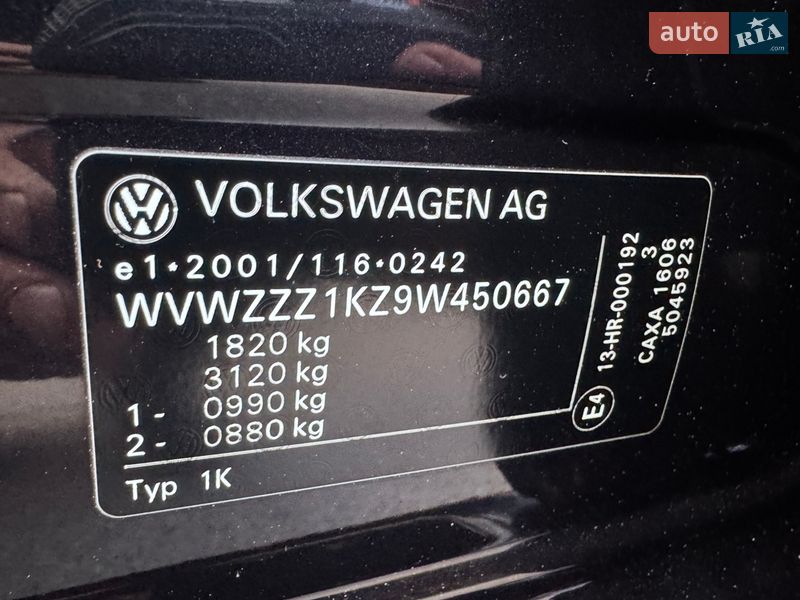 auto RIA
.com
VOLKSWAGEN AG
e1*2001/116*0242
WVWZZZ1KZ9W450667
1820 kg
3120 kg
1- 0990 kg
2- 0880 kg
Typ 1K
13-HR-000192
3
CAXA 1606
5045923
E4